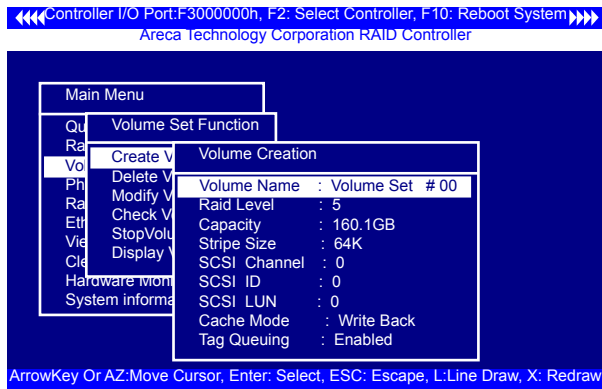 Controller I/O Port:F3000000h, F2: Select Controller, F10: Reboot System
Areca Technology Corporation RAID Controller
Main Menu
Volume Set Function
Volume Creation
Create V
Delete V
Modify V
Check V
StopVolu
Display V
Hardware Moni
System informa
Volume Name : Volume Set # 00
Raid Level : 5
Capacity : 160.1GB
Stripe Size : 64K
SCSI Channel : 0
SCSI ID : 0
SCSI LUN : 0
Cache Mode : Write Back
Tag Queuing : Enabled
ArrowKey Or AZ:Move Cursor, Enter: Select, ESC: Escape, L:Line Draw, X: Redraw